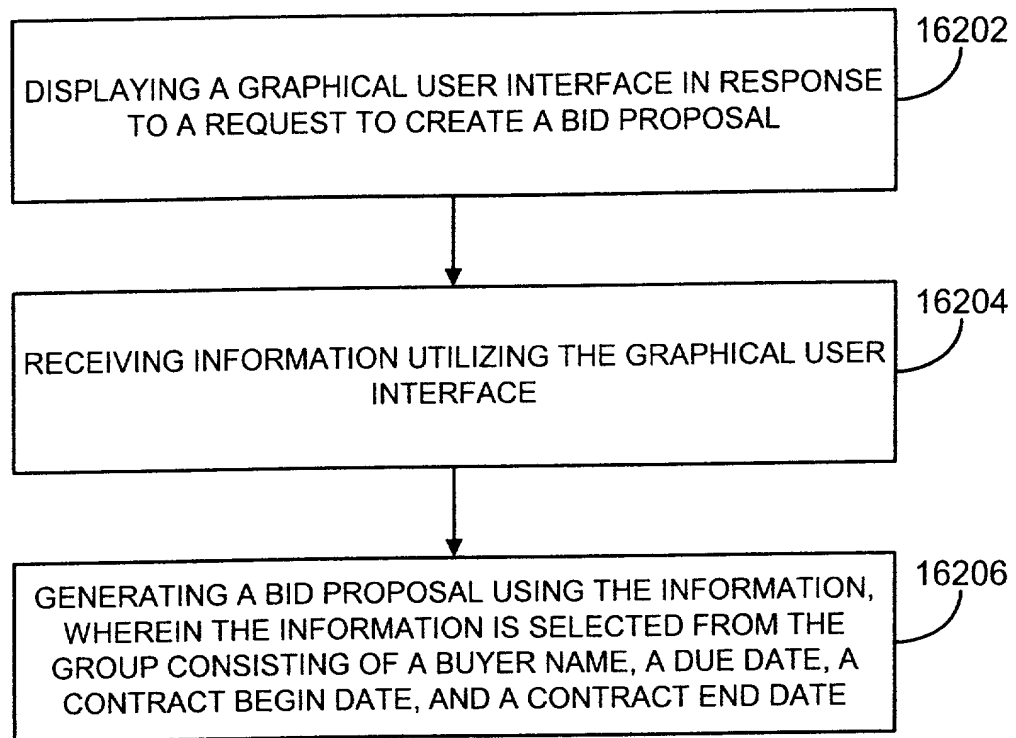 16202
DISPLAYING A GRAPHICAL USER INTERFACE IN RESPONSE
TO A REQUEST TO CREATE A BID PROPOSAL
16204
RECEIVING INFORMATION UTILIZING THE GRAPHICAL USER
INTERFACE
16206
GENERATING A BID PROPOSAL USING THE INFORMATION,
WHEREIN THE INFORMATION IS SELECTED FROM THE
GROUP CONSISTING OF A BUYER NAME, A DUE DATE, A
CONTRACT BEGIN DATE, AND A CONTRACT END DATE